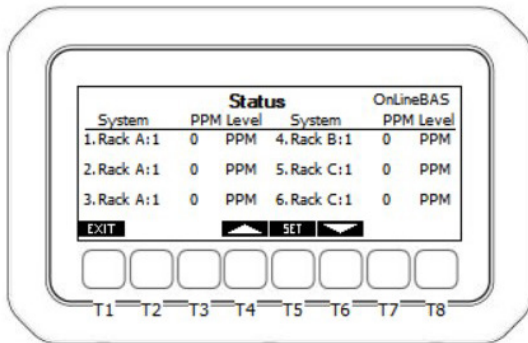 Status OnLineBAS
System PPM Level System PPM Level
1.Rack A:1 0 PPM 4.Rack B:1 0 PPM
2.Rack A:1 0 PPM 5.Rack C:1 0 PPM
3.Rack A:1 0 PPM 6.Rack C:1 0 PPM
EXIT SET
T1 T2 T3 T4 T5 T6 T7 T8